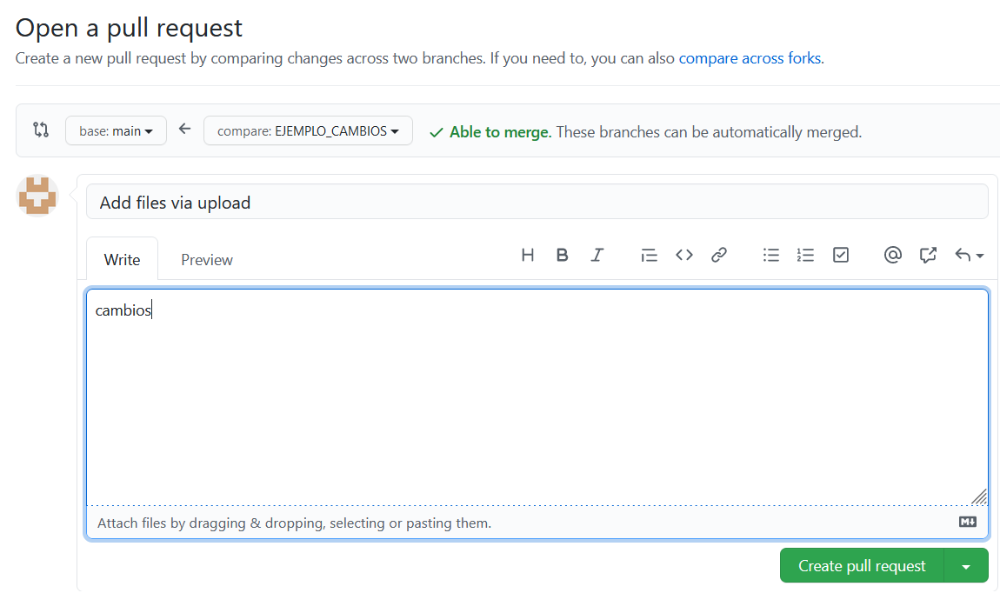 Open a pull request
Create a new pull request by comparing changes across two branches. If you need to, you can also compare across forks.
base: main compare: EJEMPLO_CAMBIOS Able to merge. These branches can be automatically merged.
Add files via upload
Write Preview
cambios
Attach files by dragging & dropping, selecting or pasting them.
Create pull request